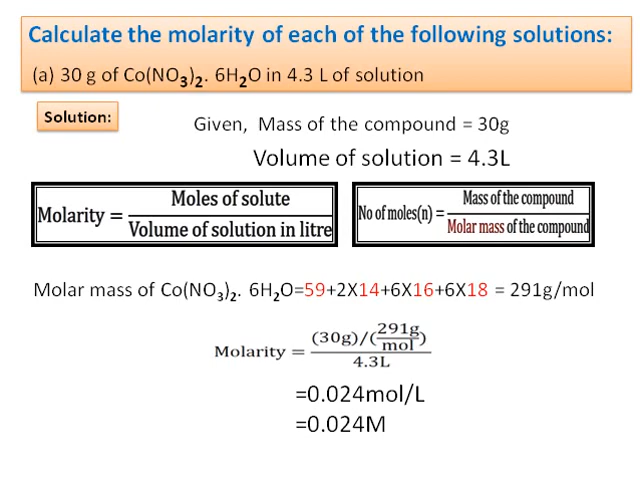 Calculate the molarity of each of the following solutions:
(a) 30 g of Co(NO₃)₂. 6H₂O in 4.3 L of solution
Solution:
Given, Mass of the compound = 30g
Volume of solution = 4.3L
Molarity = Moles of solute / Volume of solution in litre
No of moles(n) = Mass of the compound / Molar mass of the compound
Molar mass of Co(NO₃)₂. 6H₂O=59+2X14+6X16+6X18 = 291g/mol
Molarity = (30g)/(291g/mol) / 4.3L
=0.024mol/L
=0.024M